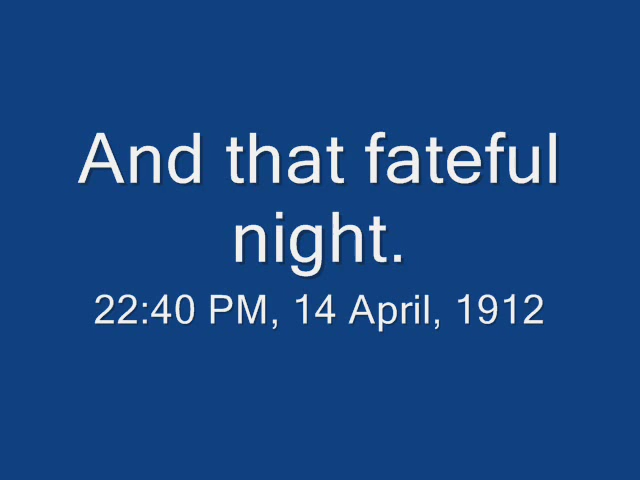 And that fateful
night.
22:40 PM, 14 April, 1912